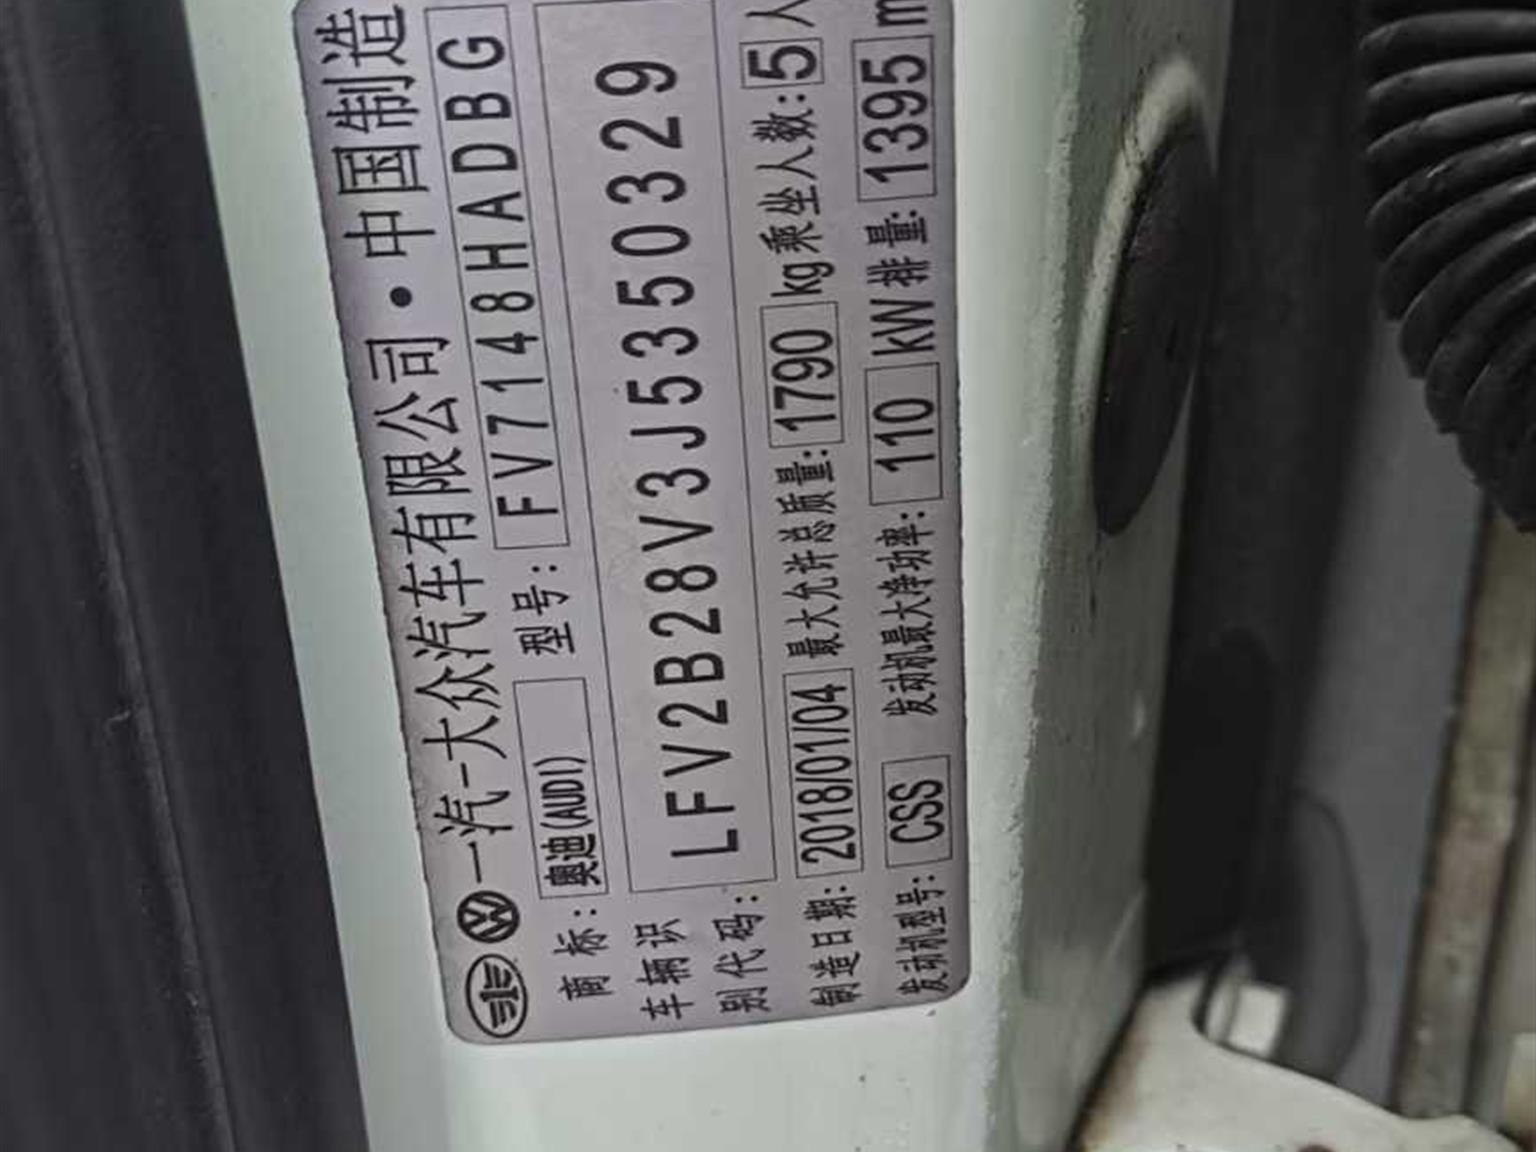 一汽-大众汽车有限公司·中国制造
商标: 奥迪(AUDI) 型号: FV7148HADBG
车辆识别代码: LFV2B28V3J5350329
制造日期: 2018/01/04 最大允许总质量: 1790 kg 乘坐人数: 5 人
发动机型号: CSS 发动机最大净功率: 110 kW 排量: 1395 m